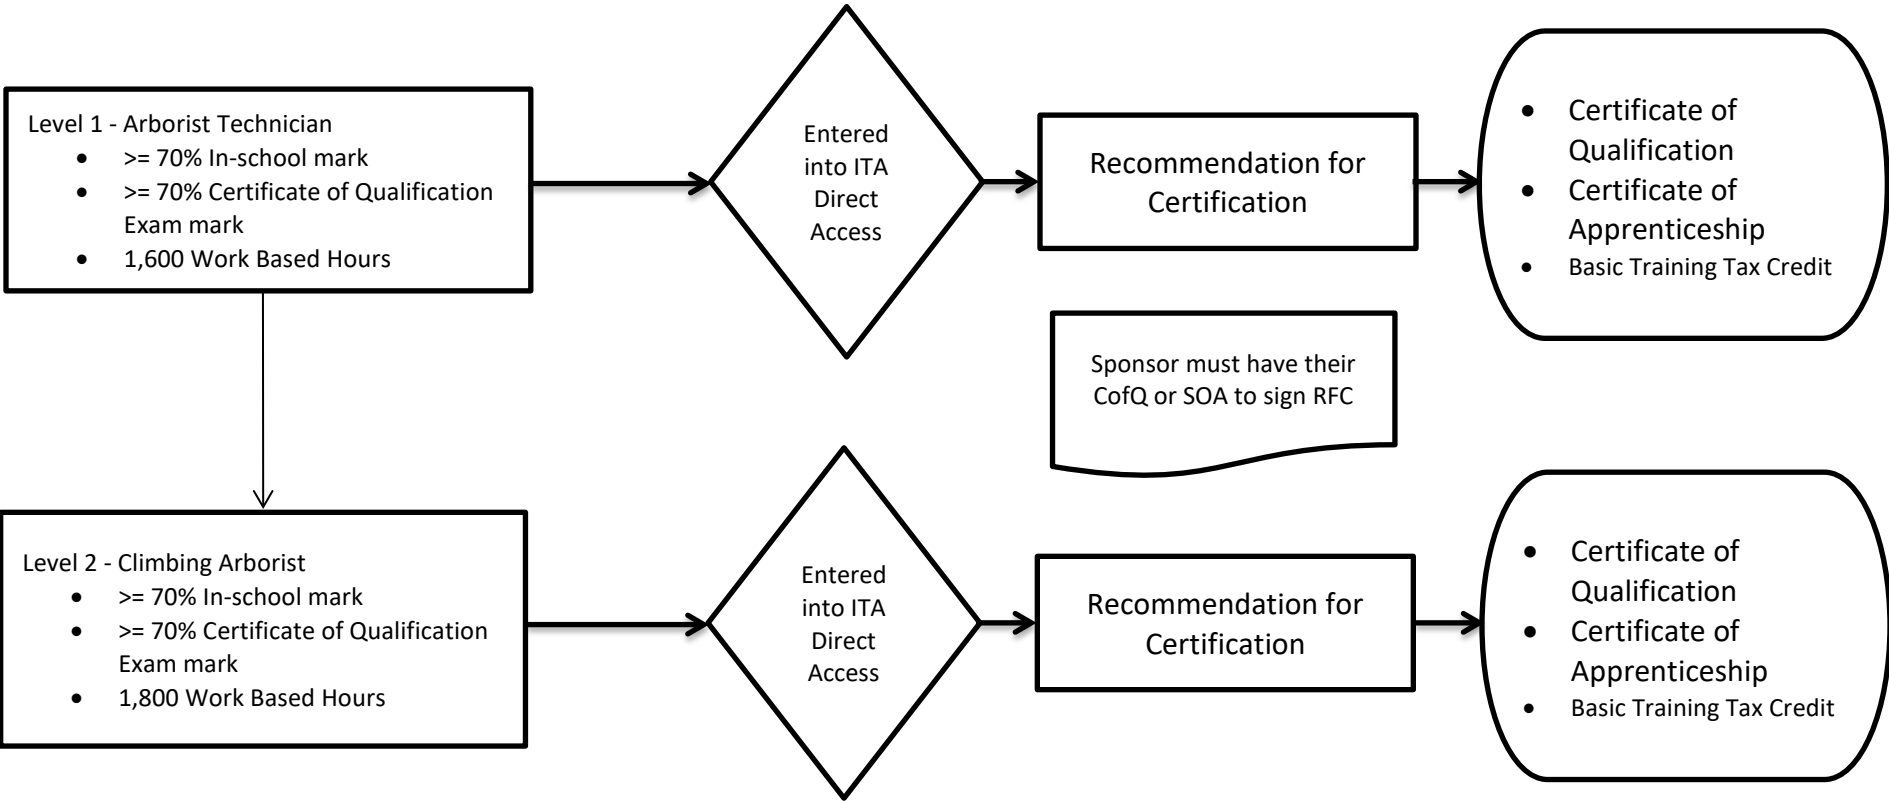 Level 1 - Arborist Technician
• >= 70% In-school mark
• >= 70% Certificate of Qualification
Exam mark
• 1,600 Work Based Hours
Entered
into ITA
Direct
Access
Recommendation for
Certification
• Certificate of
Qualification
• Certificate of
Apprenticeship
• Basic Training Tax Credit
Sponsor must have their
CofQ or SOA to sign RFC
Level 2 - Climbing Arborist
• >= 70% In-school mark
• >= 70% Certificate of Qualification
Exam mark
• 1,800 Work Based Hours
Entered
into ITA
Direct
Access
Recommendation for
Certification
• Certificate of
Qualification
• Certificate of
Apprenticeship
• Basic Training Tax Credit